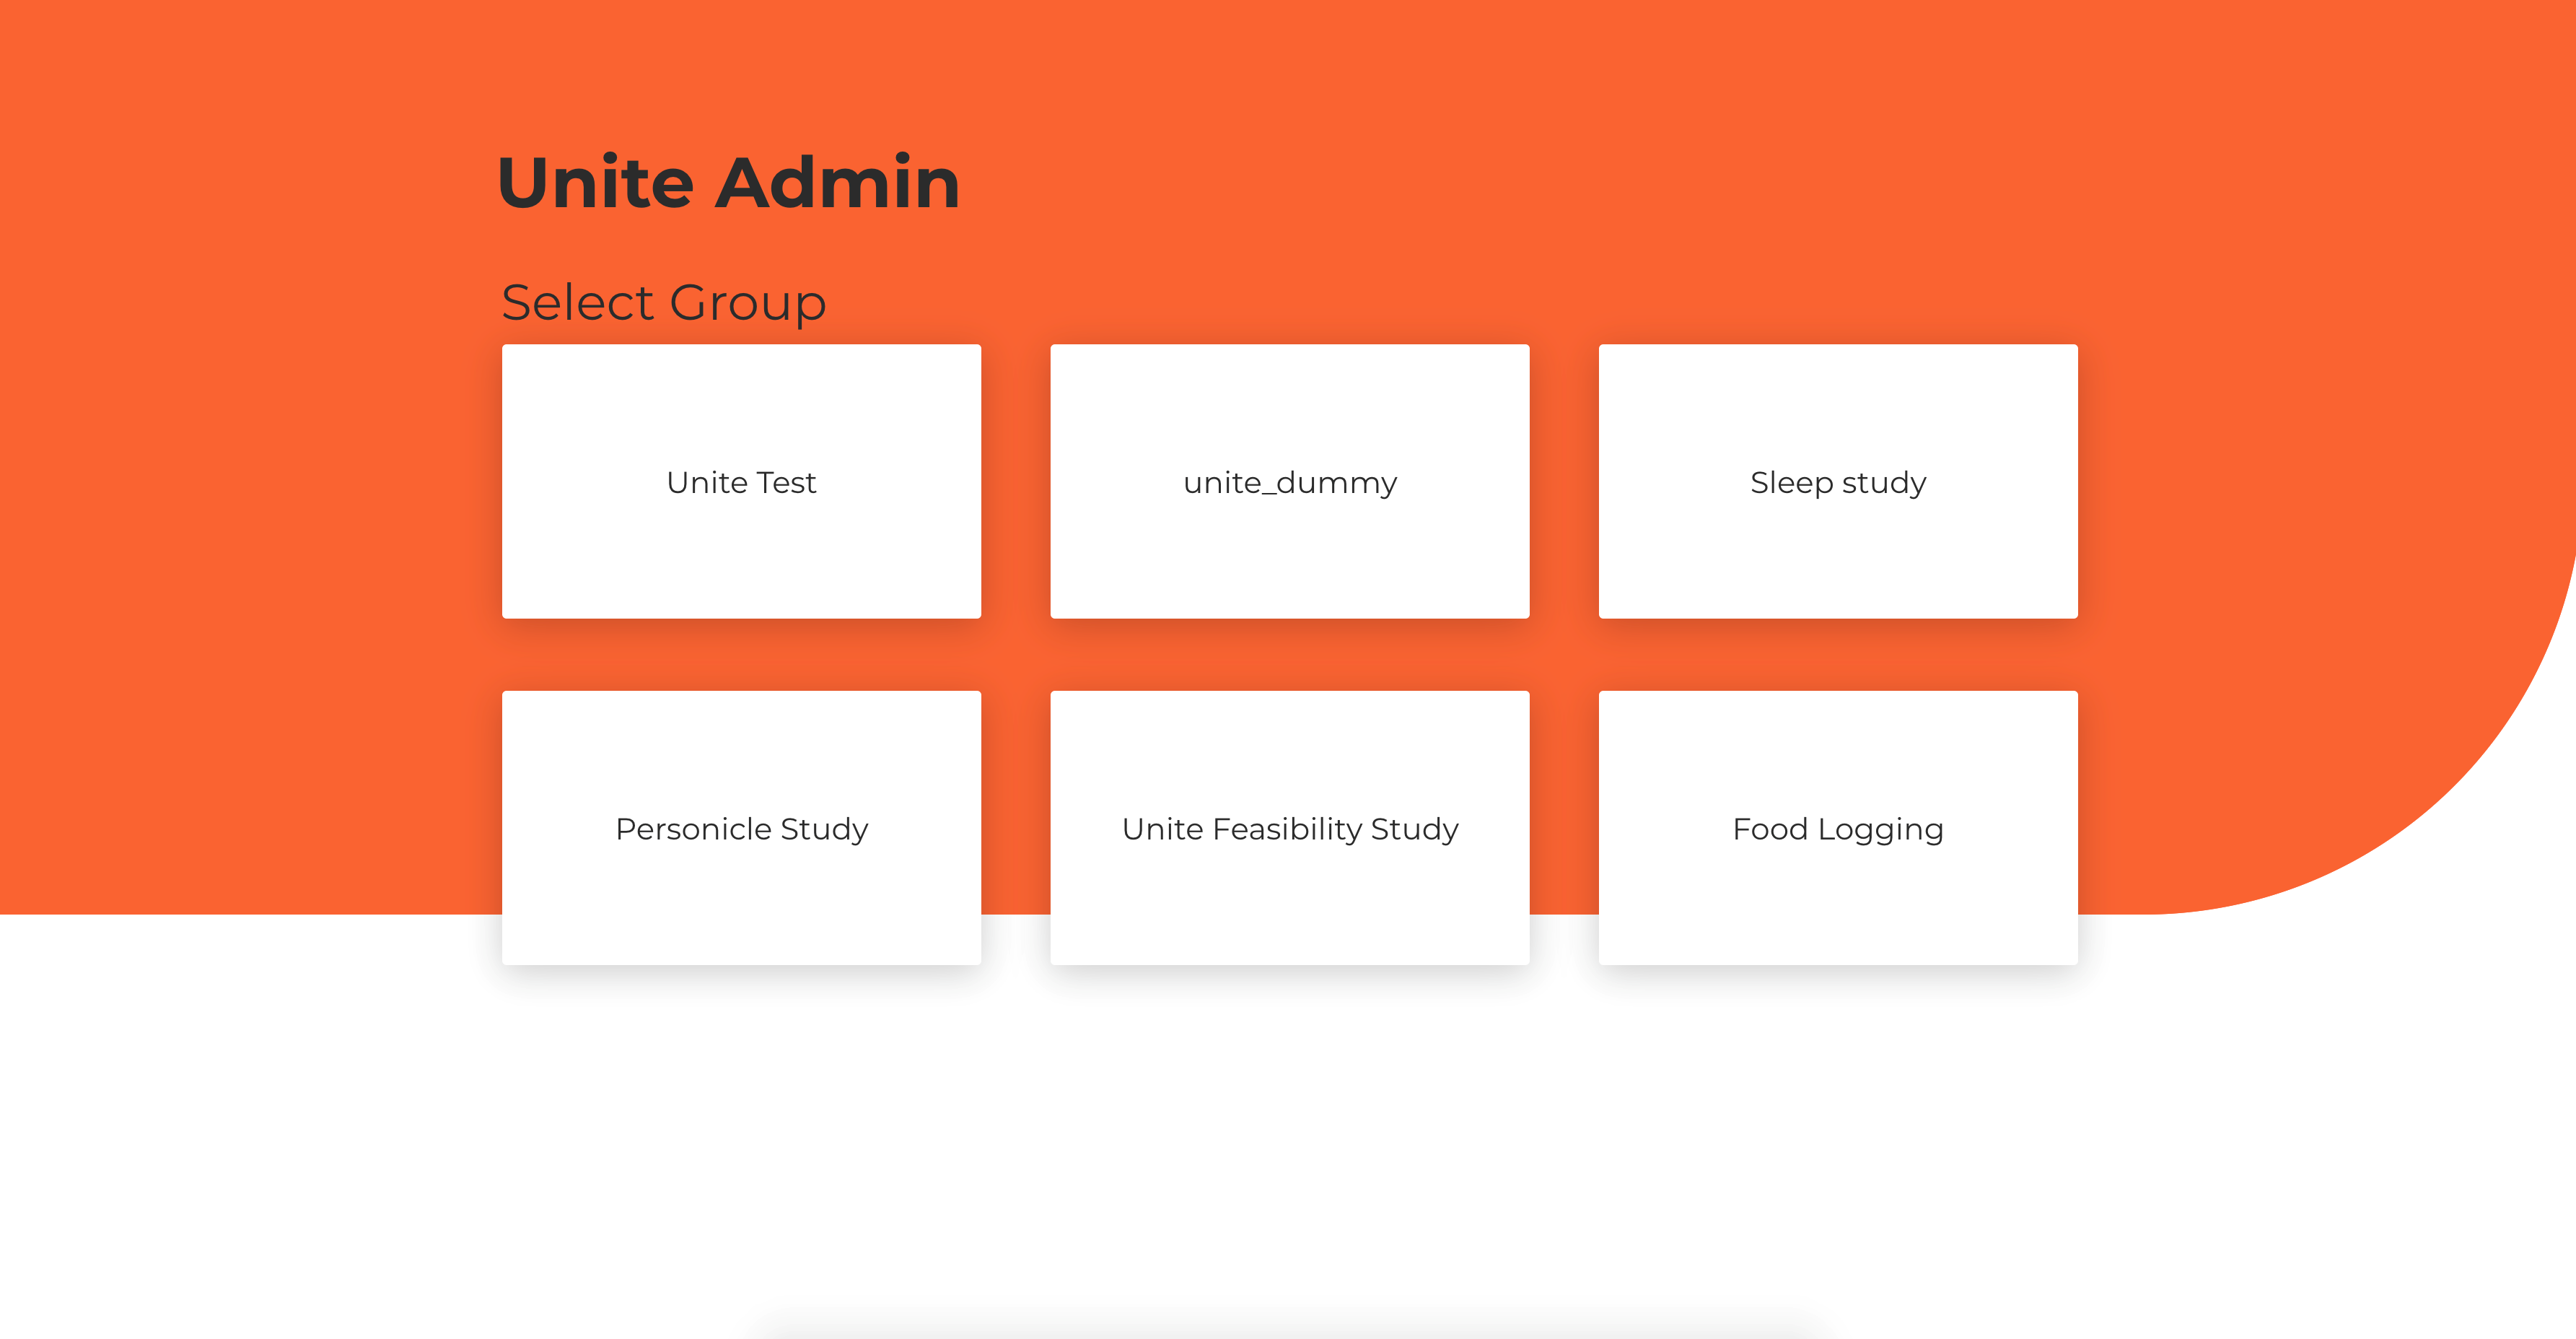 Unite Admin
Select Group
Unite Test
unite_dummy
Sleep study
Personicle Study
Unite Feasibility Study
Food Logging